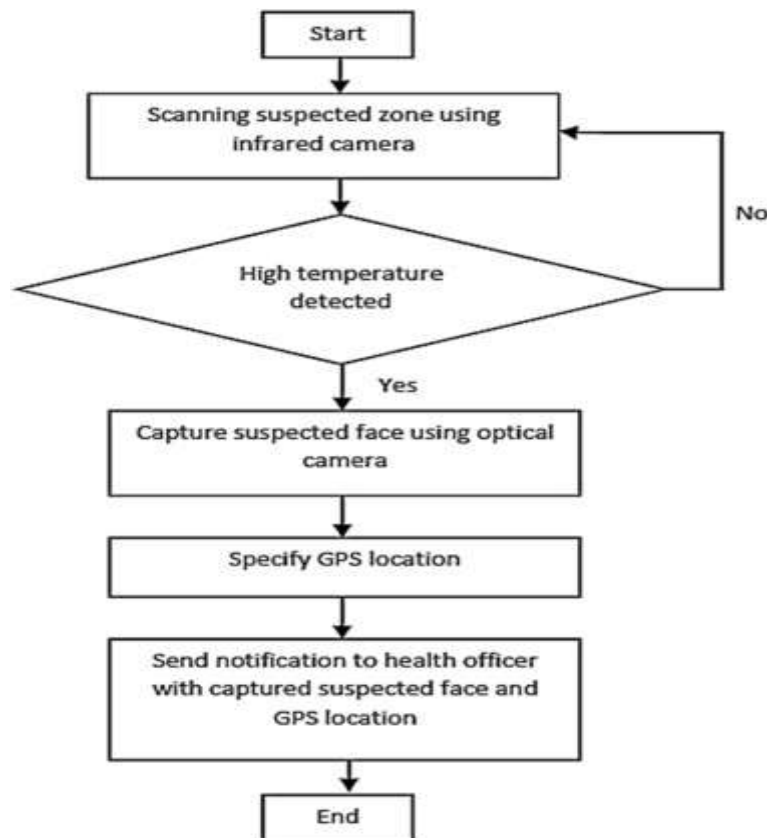 Start
Scanning suspected zone using
infrared camera
No
High temperature
detected
Yes
Capture suspected face using optical
camera
Specify GPS location
Send notification to health officer
with captured suspected face and
GPS location
End